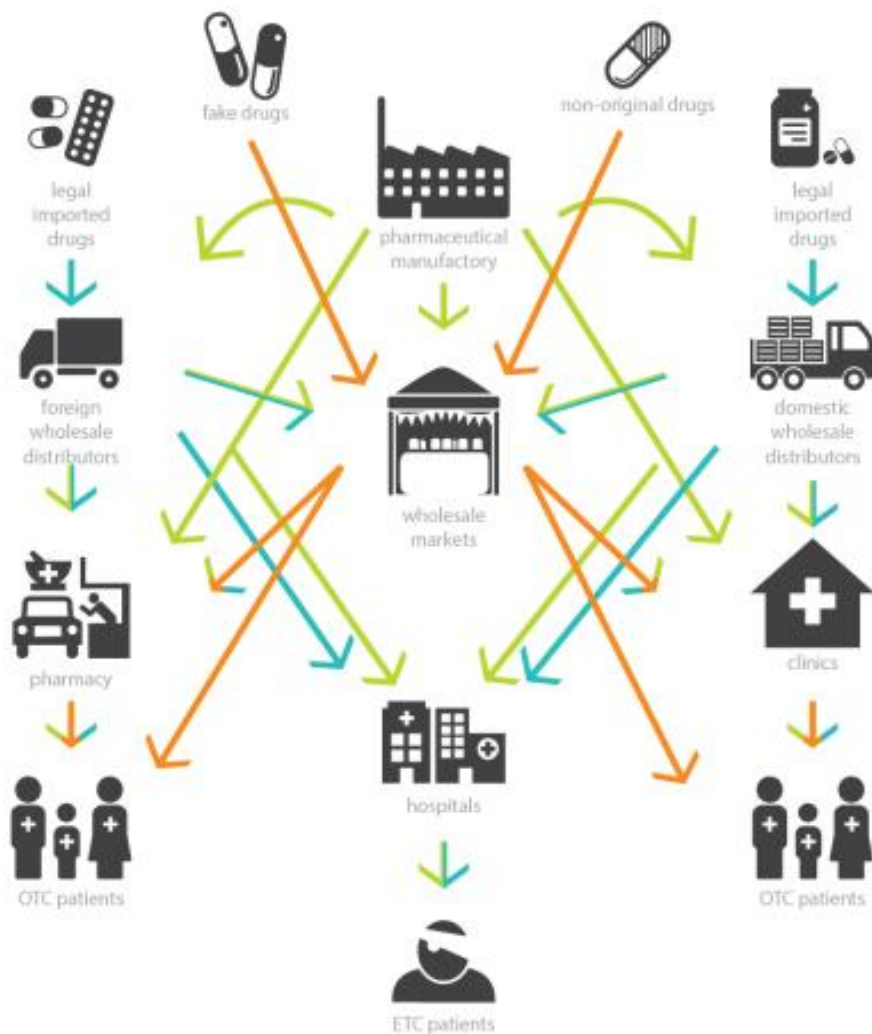 fake drugs
non-original drugs
legal
imported
drugs
pharmaceutical
manufactory
legal
imported
drugs
foreign
wholesale
distributors
domestic
wholesale
distributors
wholesale
markets
pharmacy
clinics
hospitals
OTC patients
OTC patients
ETC patients